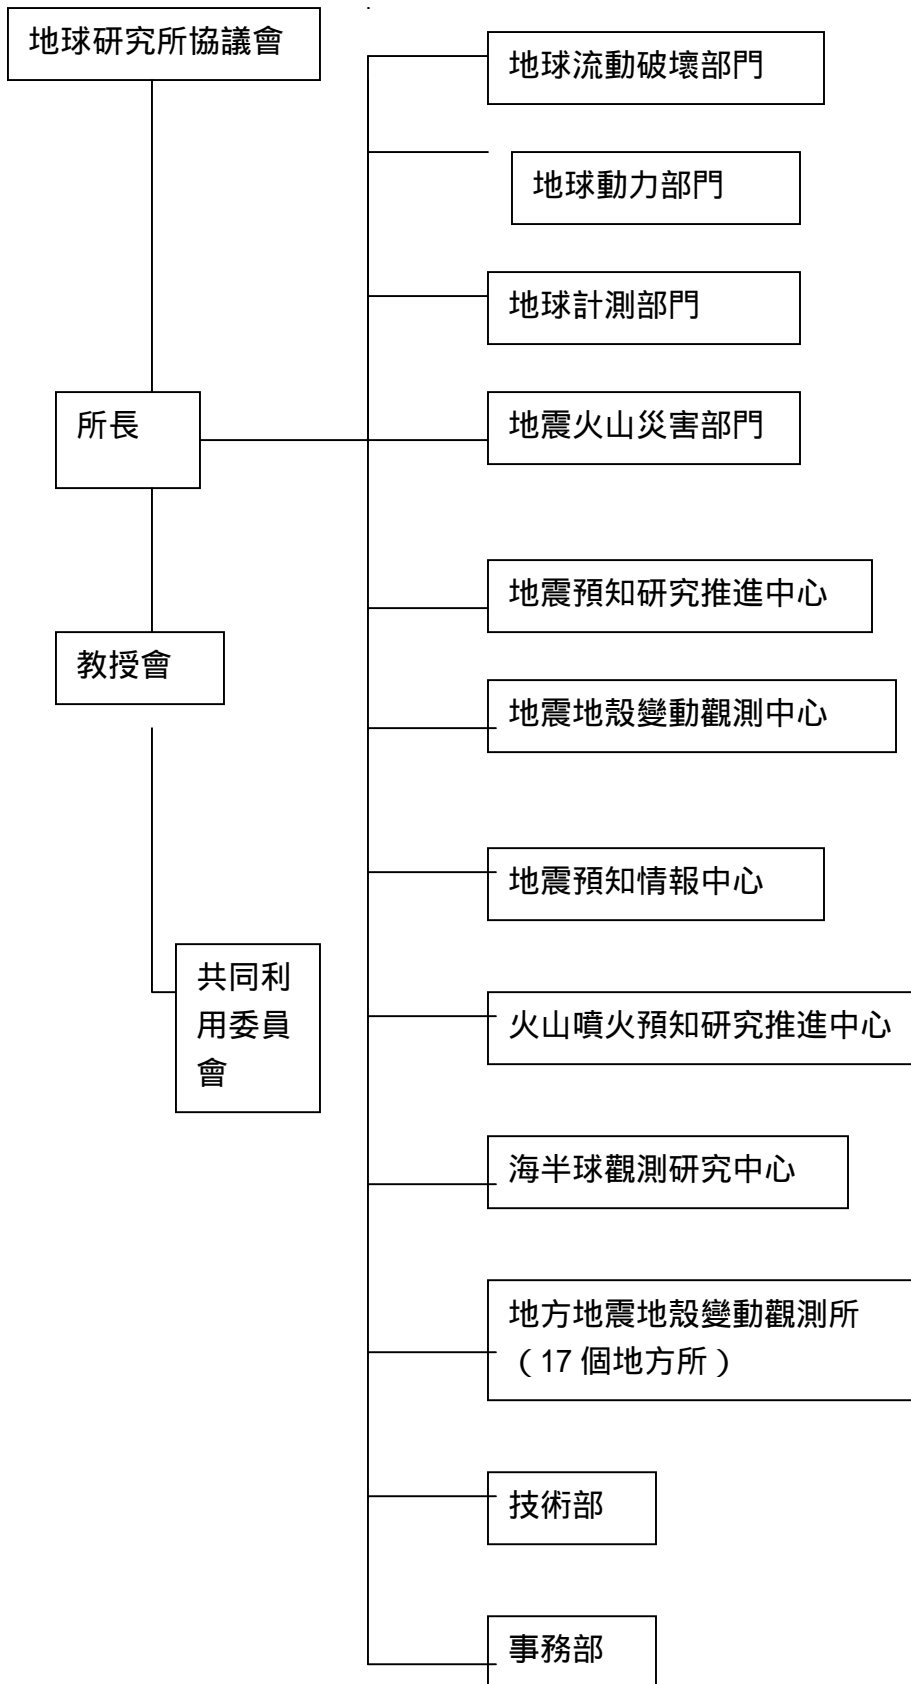 地球研究所協議會
地球流動破壞部門
地球動力部門
地球計測部門
所長
地震火山災害部門
地震預知研究推進中心
教授會
地震地殼變動觀測中心
地震預知情報中心
共同利
用委員
會
火山噴火預知研究推進中心
海半球觀測研究中心
地方地震地殼變動觀測所
（17 個地方所）
技術部
事務部